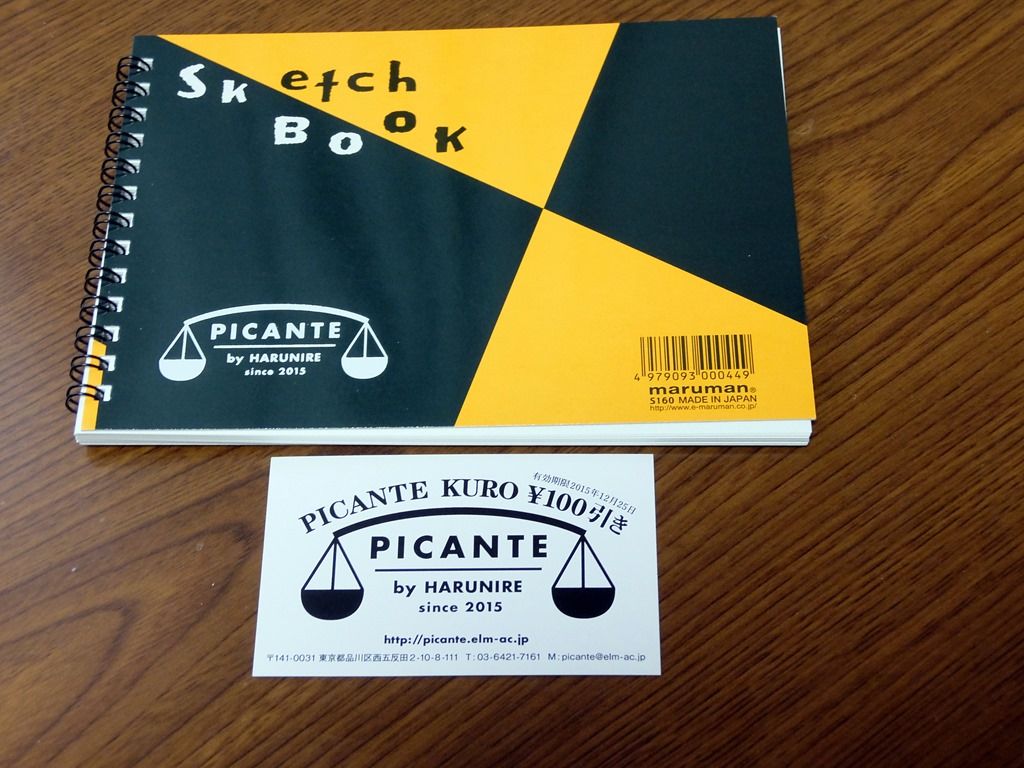 Sketch
BOOK
PICANTE
by HARUNIRE
since 2015
4 979093 000449
maruman®
S160 MADE IN JAPAN
http://www.e-maruman.co.jp/
有効期限2015年12月25日
PICANTE KURO ¥100引き
PICANTE
by HARUNIRE
since 2015
http://picante.elm-ac.jp
〒141-0031 東京都品川区西五反田2-10-8-111 T:03-6421-7161 M:picante@elm-ac.jp